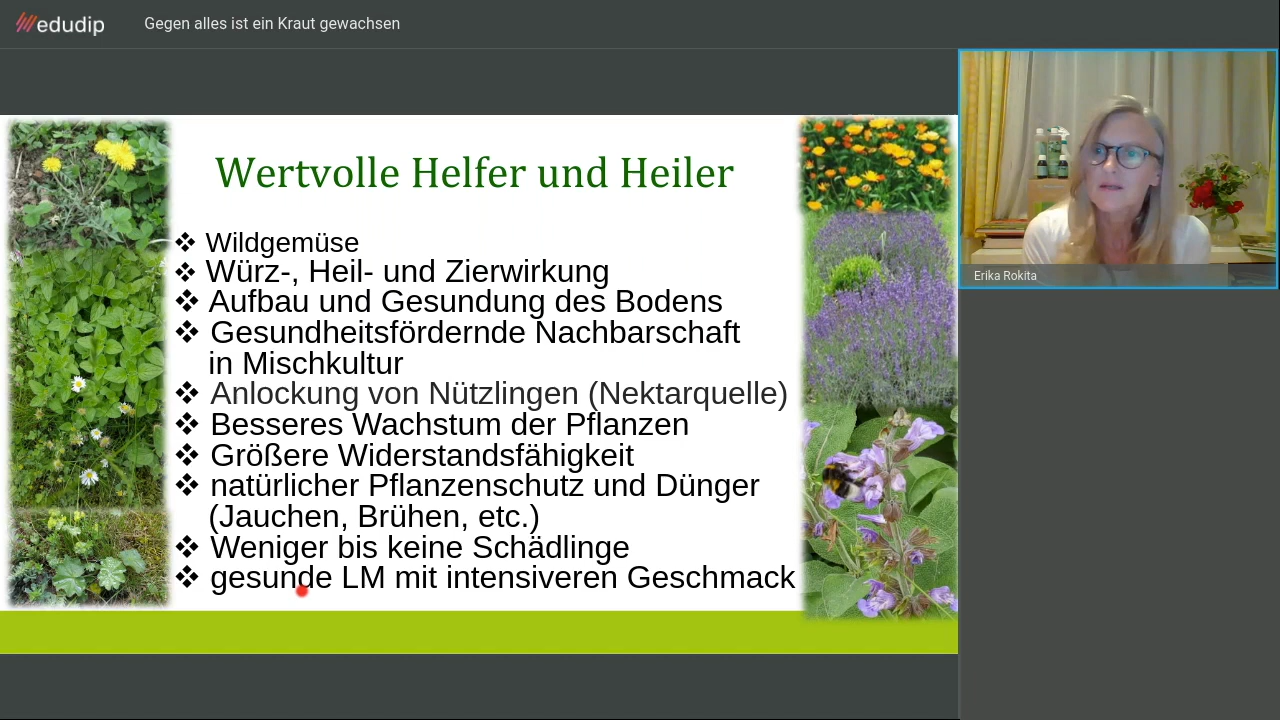 edudip
Gegen alles ist ein Kraut gewachsen
Wertvolle Helfer und Heiler
❖ Wildgemüse
❖ Würz-, Heil- und Zierwirkung
❖ Aufbau und Gesundung des Bodens
❖ Gesundheitsfördernde Nachbarschaft
in Mischkultur
❖ Anlockung von Nützlingen (Nektarquelle)
❖ Besseres Wachstum der Pflanzen
❖ Größere Widerstandsfähigkeit
❖ natürlicher Pflanzenschutz und Dünger
(Jauchen, Brühen, etc.)
❖ Weniger bis keine Schädlinge
❖ gesunde LM mit intensiveren Geschmack
Erika Rokita